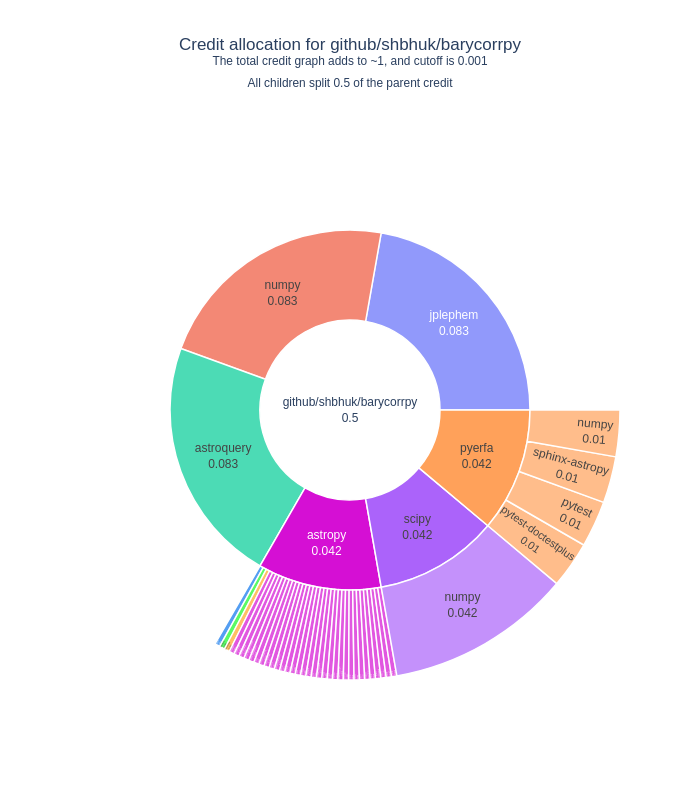 Credit allocation for github/shbhuk/barycorrpy
The total credit graph adds to ~1, and cutoff is 0.001
All children split 0.5 of the parent credit
numpy
0.083
jplephem
0.083
github/shbhuk/barycorrpy
0.5
astroquery
0.083
pyerfa
0.042
numpy
0.01
sphinx-astropy
0.01
pytest
0.01
pytest-doctestplus
0.01
scipy
0.042
astropy
0.042
numpy
0.042